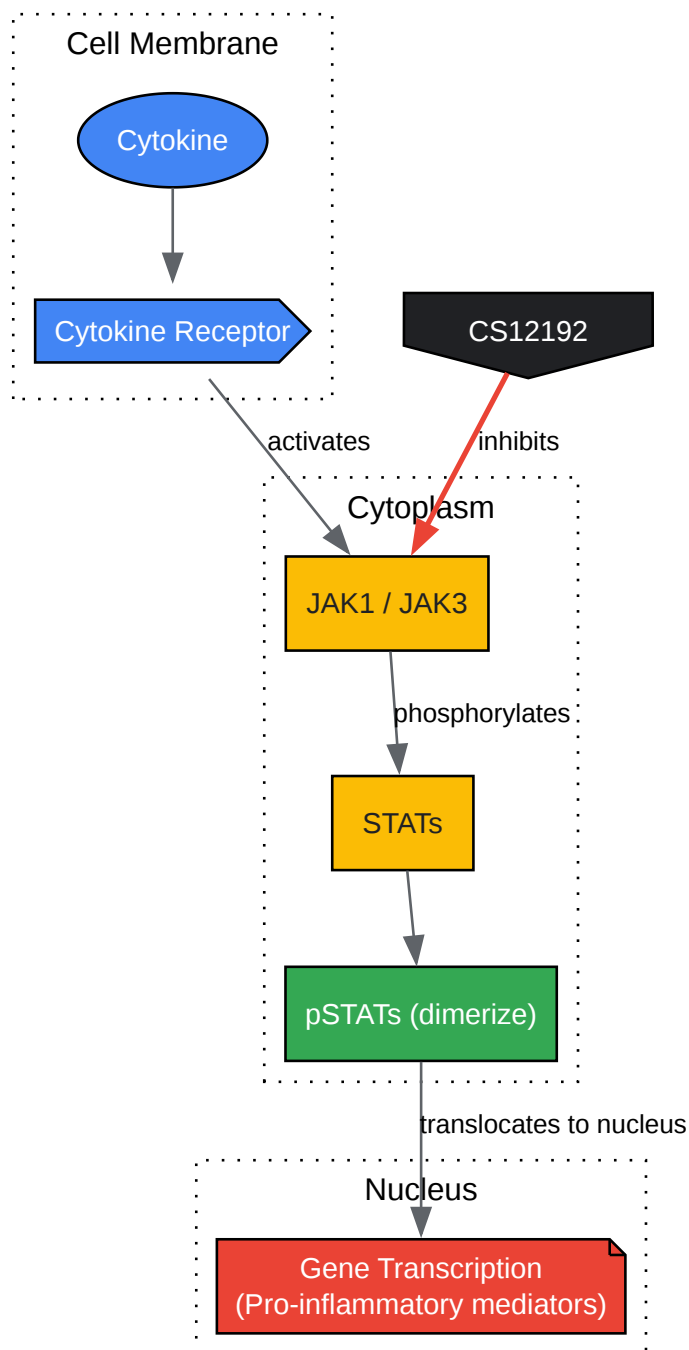 Cell Membrane
Cytokine
Cytokine Receptor
CS12192
activates
inhibits
Cytoplasm
JAK1 / JAK3
phosphorylates
STATs
pSTATs (dimerize)
translocates to nucleus
Nucleus
Gene Transcription
(Pro-inflammatory mediators)